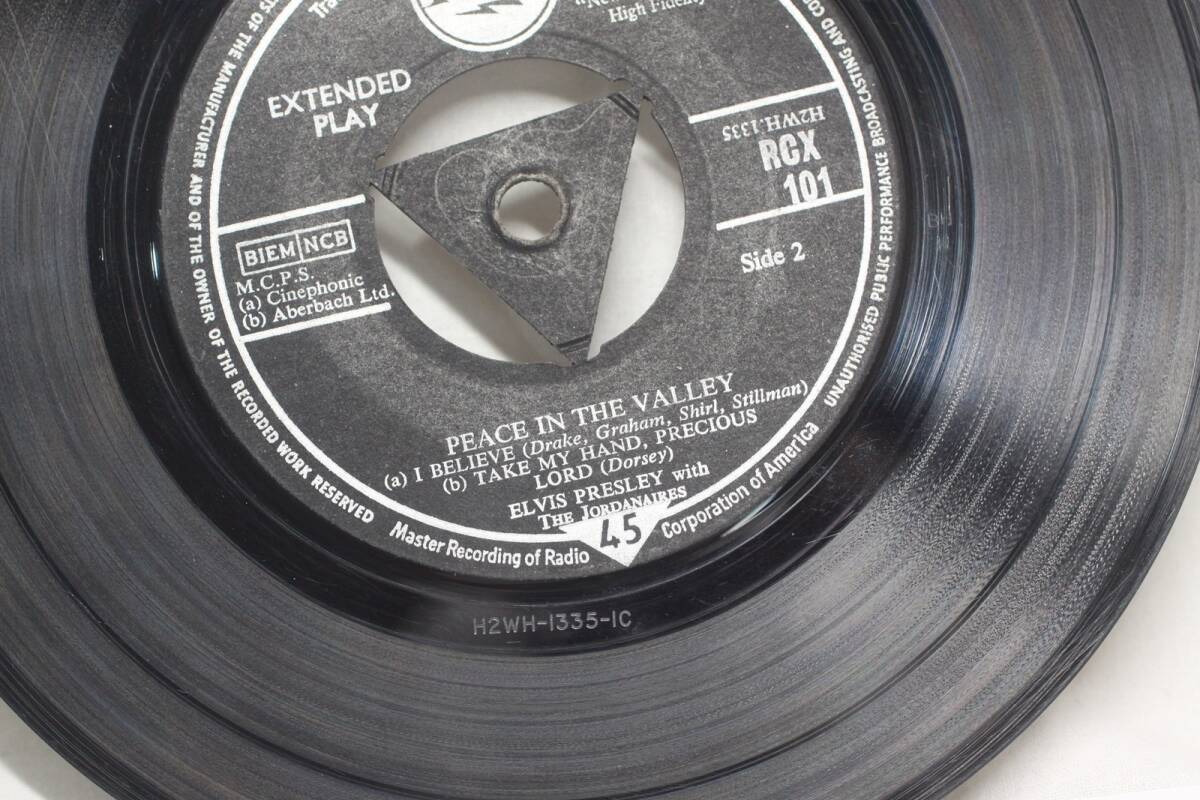 High Fidelity
EXTENDED
PLAY
H2WH.1335
RCX
101
Side 2
BIEM NCB
M.C.P.S.
(a) Cinephonic
(b) Aberbach Ltd.
PEACE IN THE VALLEY
(a) I BELIEVE (Drake, Graham, Shirl, Stillman)
(b) TAKE MY HAND, PRECIOUS
LORD (Dorsey)
ELVIS PRESLEY with
THE JORDANAIRES
45
Master Recording of Radio Corporation of America
OF THE MANUFACTURER AND OF THE OWNER OF THE RECORDED WORK RESERVED
UNAUTHORISED PUBLIC PERFORMANCE BROADCASTING AND
H2WH-1335-1C